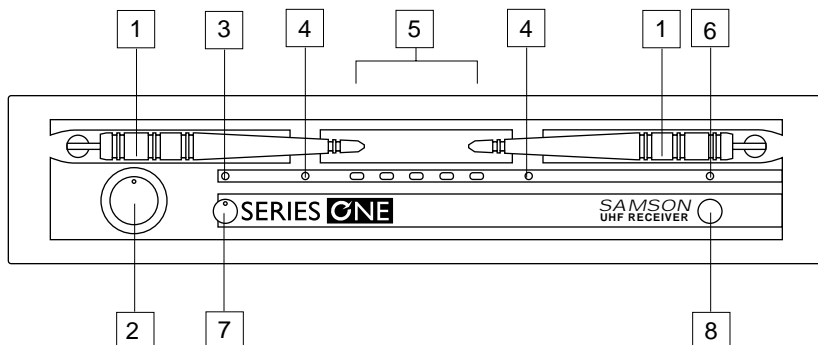 1 3 4 5 4 1 6
SERIES ONE
SAMSON
UHF RECEIVER
2 7 8